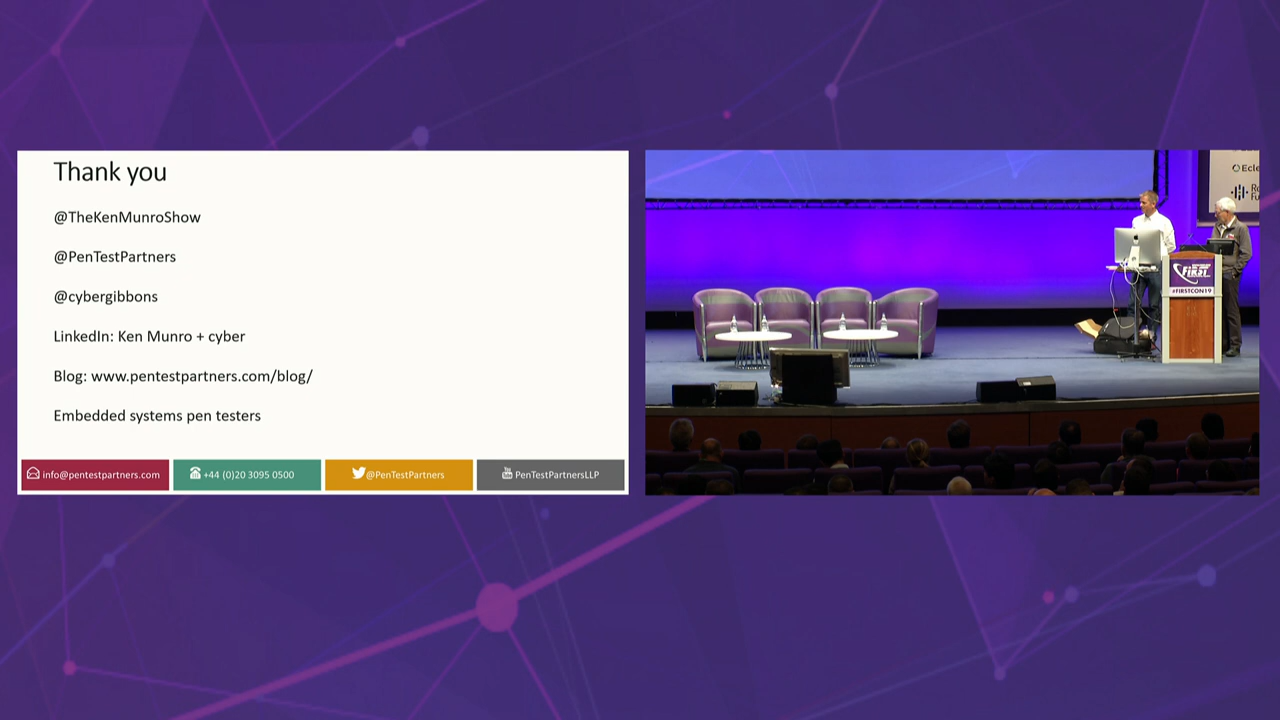 Thank you
@TheKenMunroShow
@PenTestPartners
@cybergibbons
LinkedIn: Ken Munro + cyber
Blog: www.pentestpartners.com/blog/
Embedded systems pen testers
info@pentestpartners.com
+44 (0)20 3095 0500
@PenTestPartners
PenTestPartnersLLP
FIRST
#FIRSTCON19